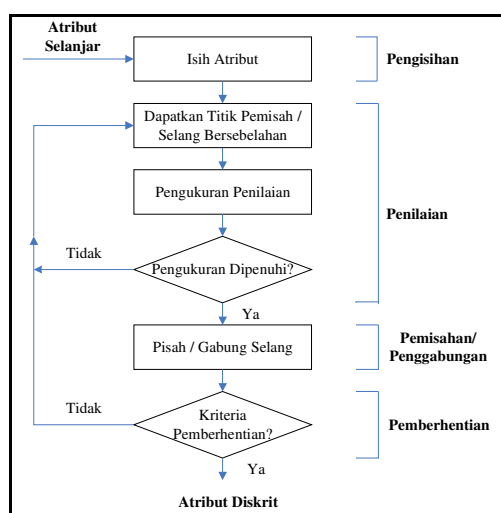 Atribut
Selanjar
Isih Atribut
Pengisihan
Dapatkan Titik Pemisah /
Selang Bersebelahan
Pengukuran Penilaian
Penilaian
Tidak
Pengukuran Dipenuhi?
Ya
Pisah / Gabung Selang
Pemisahan/
Penggabungan
Tidak
Kriteria
Pemberhentian?
Pemberhentian
Ya
Atribut Diskrit